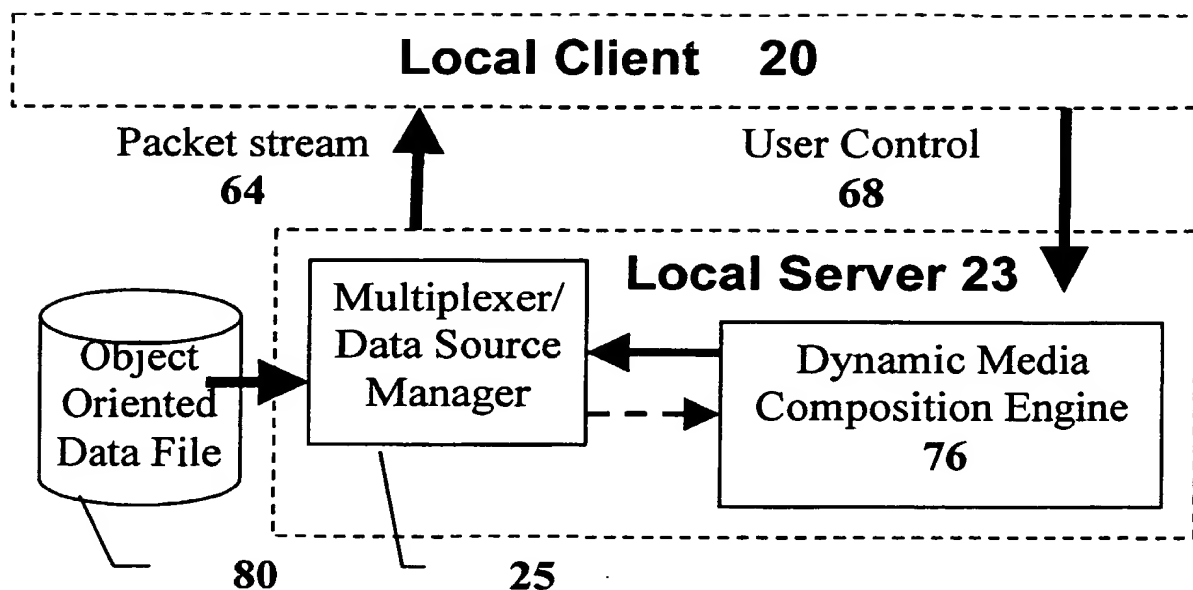 Local Client 20
Packet stream
64
User Control
68
Local Server 23
Multiplexer/
Data Source
Manager
Object
Oriented
Data File
Dynamic Media
Composition Engine
76
80
25